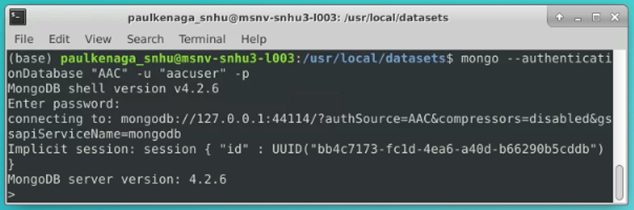 paulkenaga_snhu@msnv-snhu3-l003: /usr/local/datasets
File Edit View Search Terminal Help
(base) paulkenaga_snhu@msnv-snhu3-l003:/usr/local/datasets$ mongo --authenticati
onDatabase "AAC" -u "aacuser" -p
MongoDB shell version v4.2.6
Enter password:
connecting to: mongodb://127.0.0.1:44114/?authSource=AAC&compressors=disabled&gs
sapiServiceName=mongodb
Implicit session: session { "id" : UUID("bb4c7173-fc1d-4ea6-a40d-b66290b5cddb")
}
MongoDB server version: 4.2.6
>